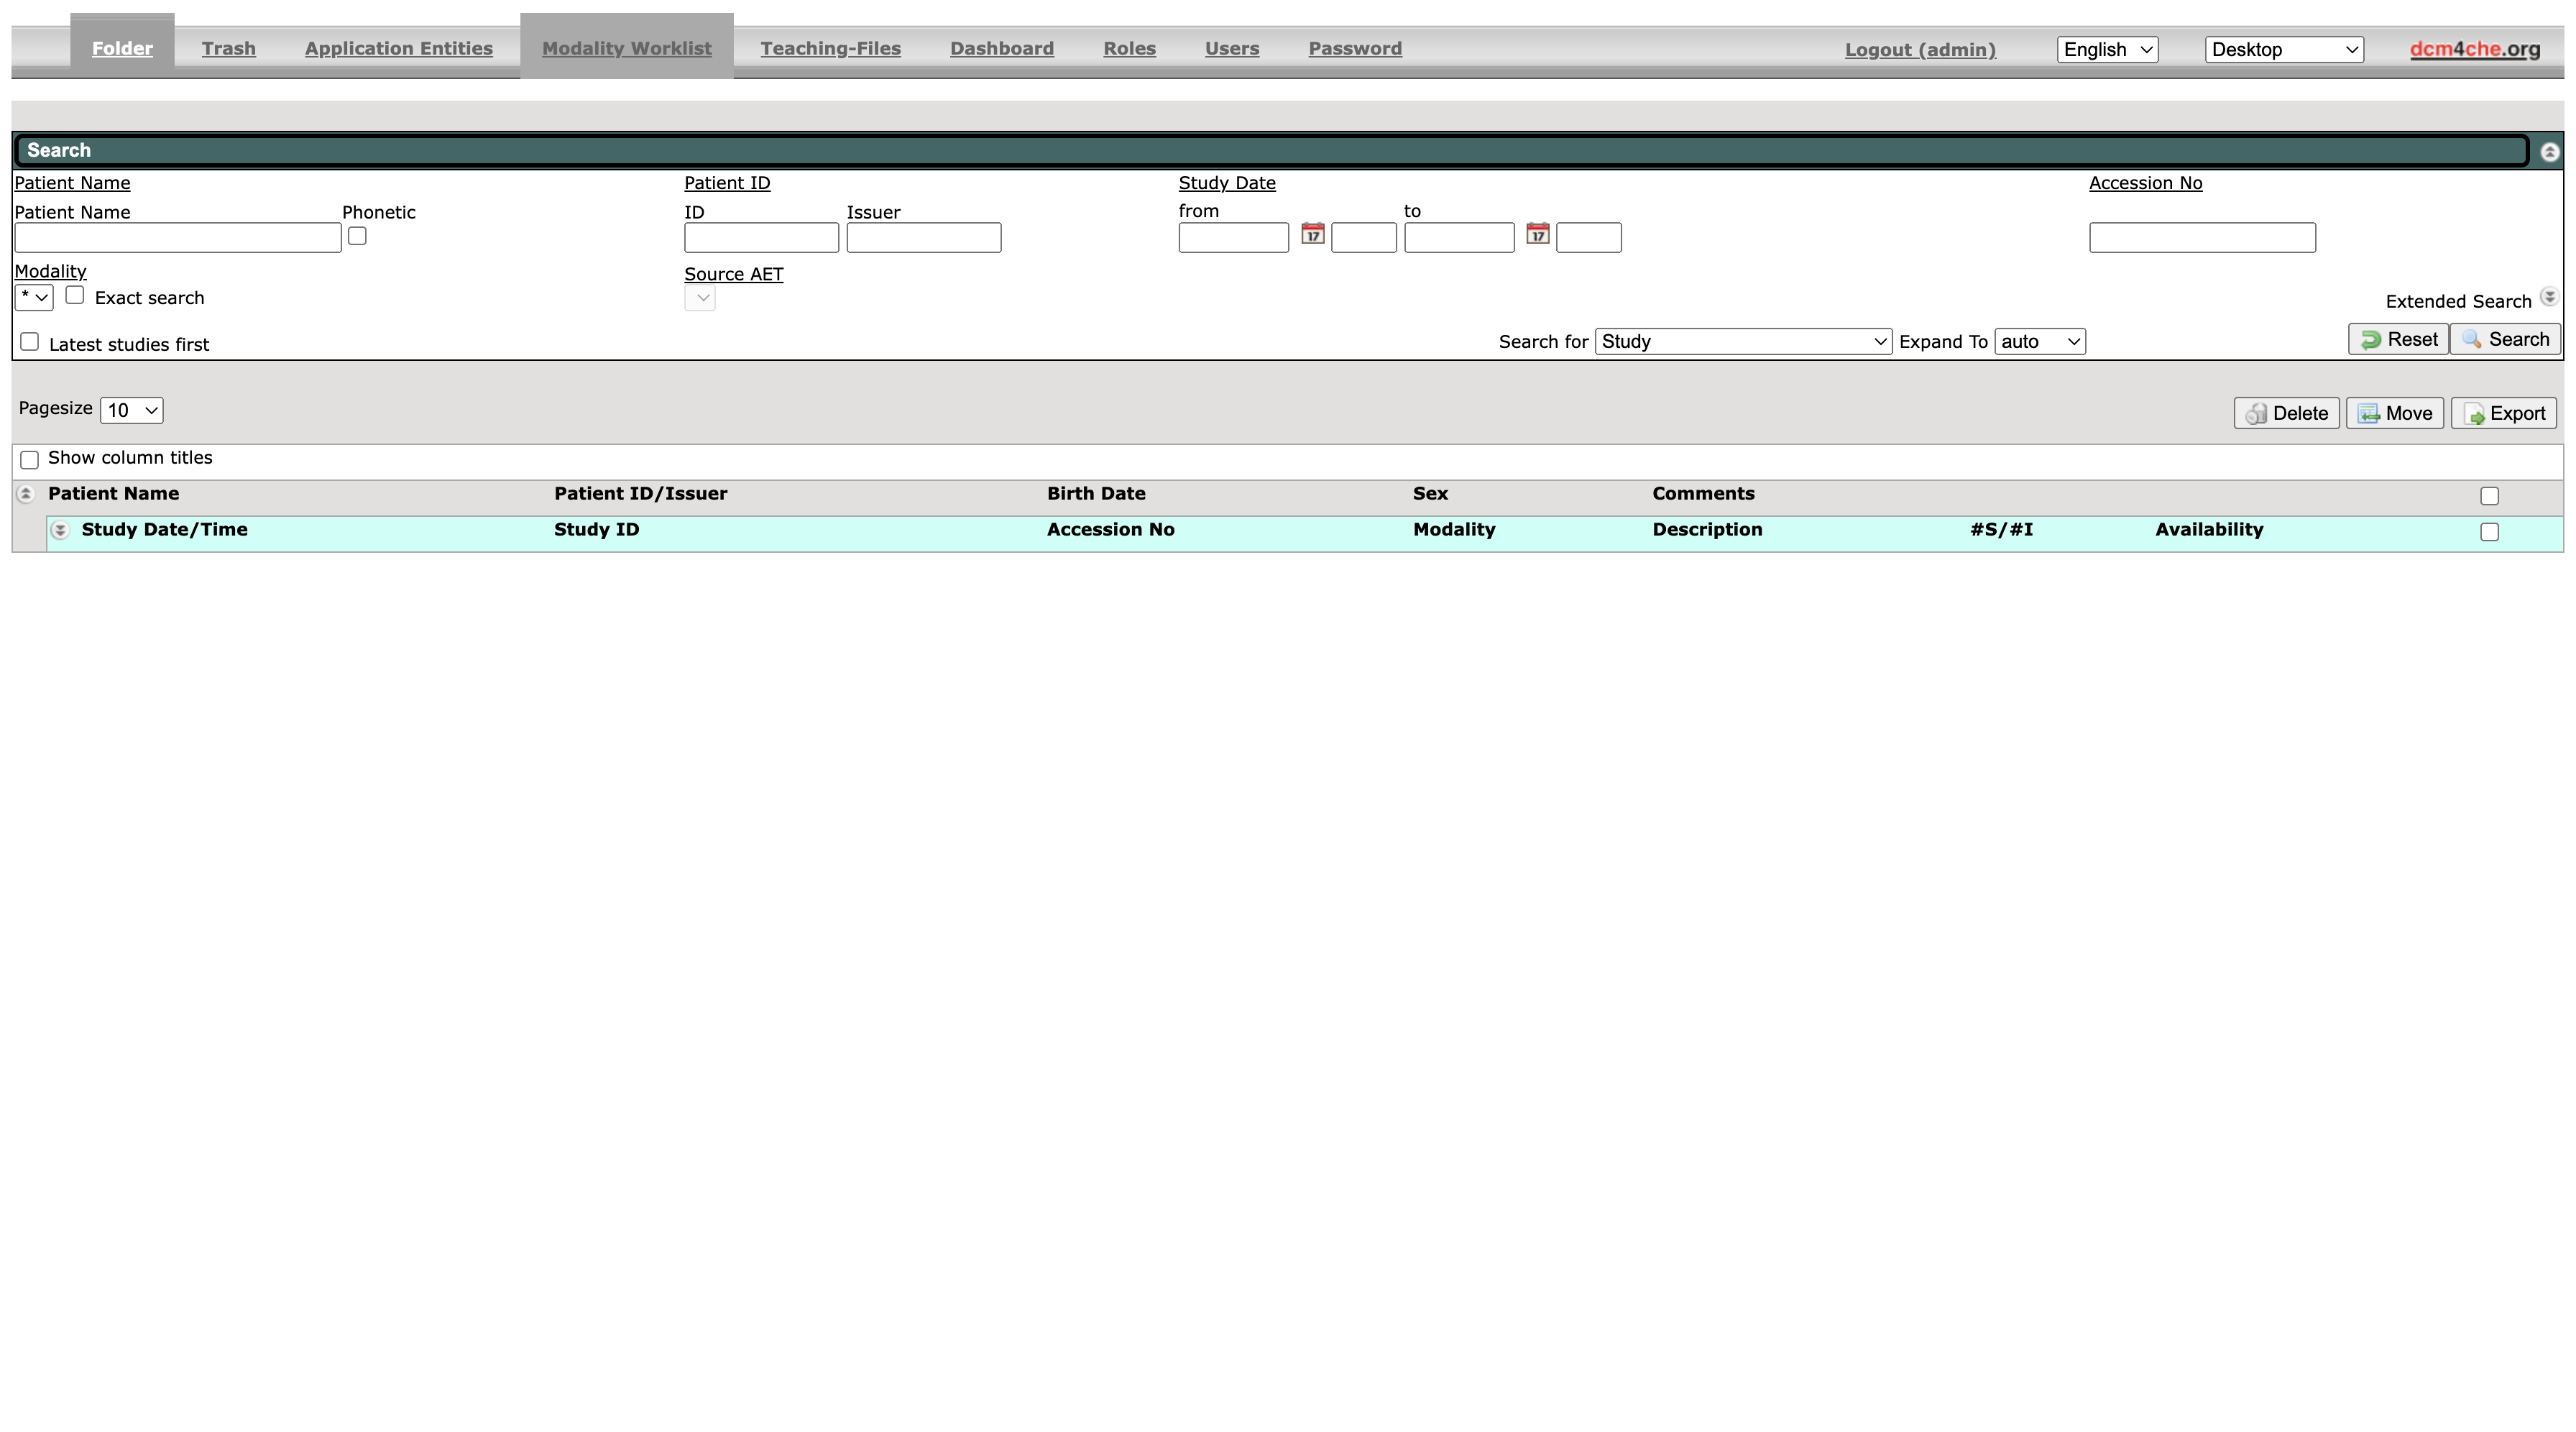 Folder Trash Application Entities Modality Worklist Teaching-Files Dashboard Roles Users Password Logout (admin) English Desktop dcm4che.org
Search
Patient Name Patient ID Study Date Accession No
Patient Name Phonetic ID Issuer from to
17 17
Modality Source AET
* Exact search Extended Search
Latest studies first Search for Study Expand To auto Reset Search
Pagesize 10 Delete Move Export
Show column titles
Patient Name Patient ID/Issuer Birth Date Sex Comments
Study Date/Time Study ID Accession No Modality Description #S/#I Availability